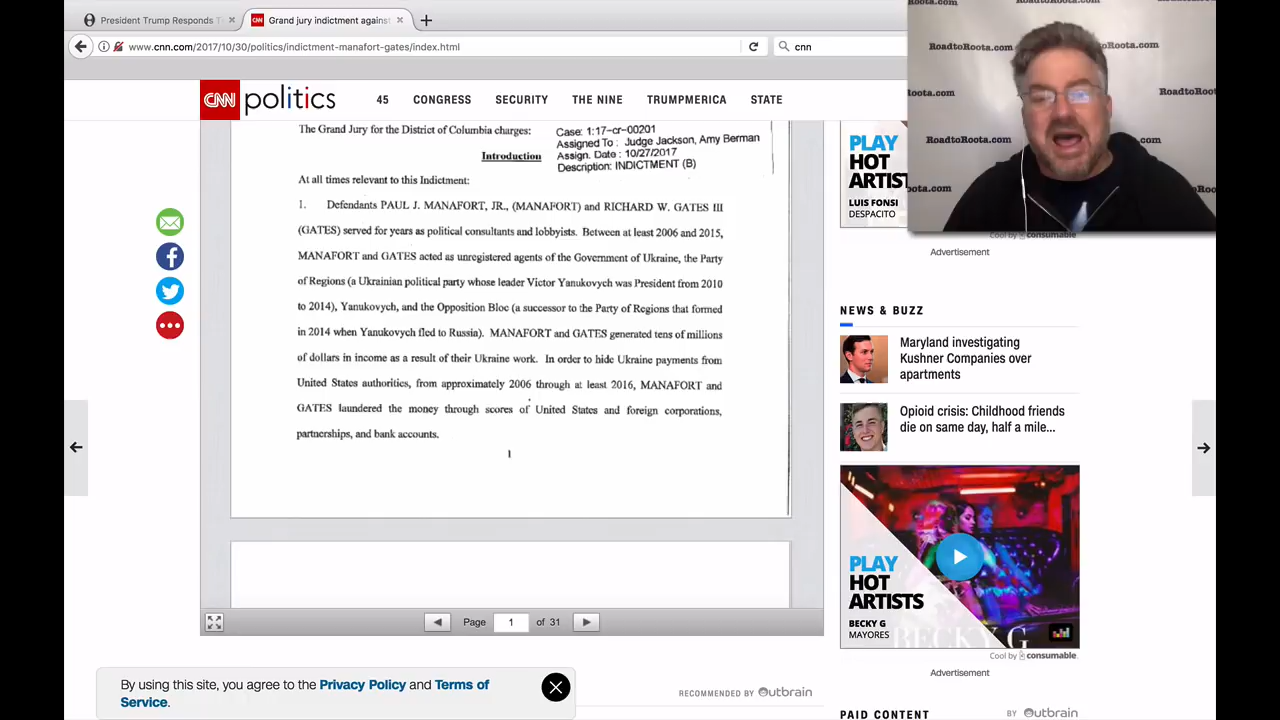 President Trump Responds T
Grand jury indictment against
www.cnn.com/2017/10/30/politics/indictment-manafort-gates/index.html
cnn
CNN politics
45
CONGRESS
SECURITY
THE NINE
TRUMPMERICA
STATE
The Grand Jury for the District of Columbia charges:
Introduction
Case: 1:17-cr-00201
Assigned To : Judge Jackson, Amy Berman
Assign. Date : 10/27/2017
Description: INDICTMENT (B)
At all times relevant to this Indictment:
1. Defendants PAUL J. MANAFORT, JR., (MANAFORT) and RICHARD W. GATES III
(GATES) served for years as political consultants and lobbyists. Between at least 2006 and 2015,
MANAFORT and GATES acted as unregistered agents of the Government of Ukraine, the Party
of Regions (a Ukrainian political party whose leader Victor Yanukovych was President from 2010
to 2014), Yanukovych, and the Opposition Bloc (a successor to the Party of Regions that formed
in 2014 when Yanukovych fled to Russia). MANAFORT and GATES generated tens of millions
of dollars in income as a result of their Ukraine work. In order to hide Ukraine payments from
United States authorities, from approximately 2006 through at least 2016, MANAFORT and
GATES laundered the money through scores of United States and foreign corporations,
partnerships, and bank accounts.
1
Page 1 of 31
By using this site, you agree to the Privacy Policy and Terms of
Service.
RECOMMENDED BY Outbrain
Roota.com
RoadtoRoota.com
.com
RoadtoRoota.com
PLAY
HOT
ARTIST
LUIS FONSI
DESPACITO
Cool by consumable
Advertisement
NEWS & BUZZ
Maryland investigating
Kushner Companies over
apartments
Opioid crisis: Childhood friends
die on same day, half a mile...
PLAY
HOT
ARTISTS
BECKY G
MAYORES
BECKY G
Cool by consumable
Advertisement
PAID CONTENT
BY Outbrain